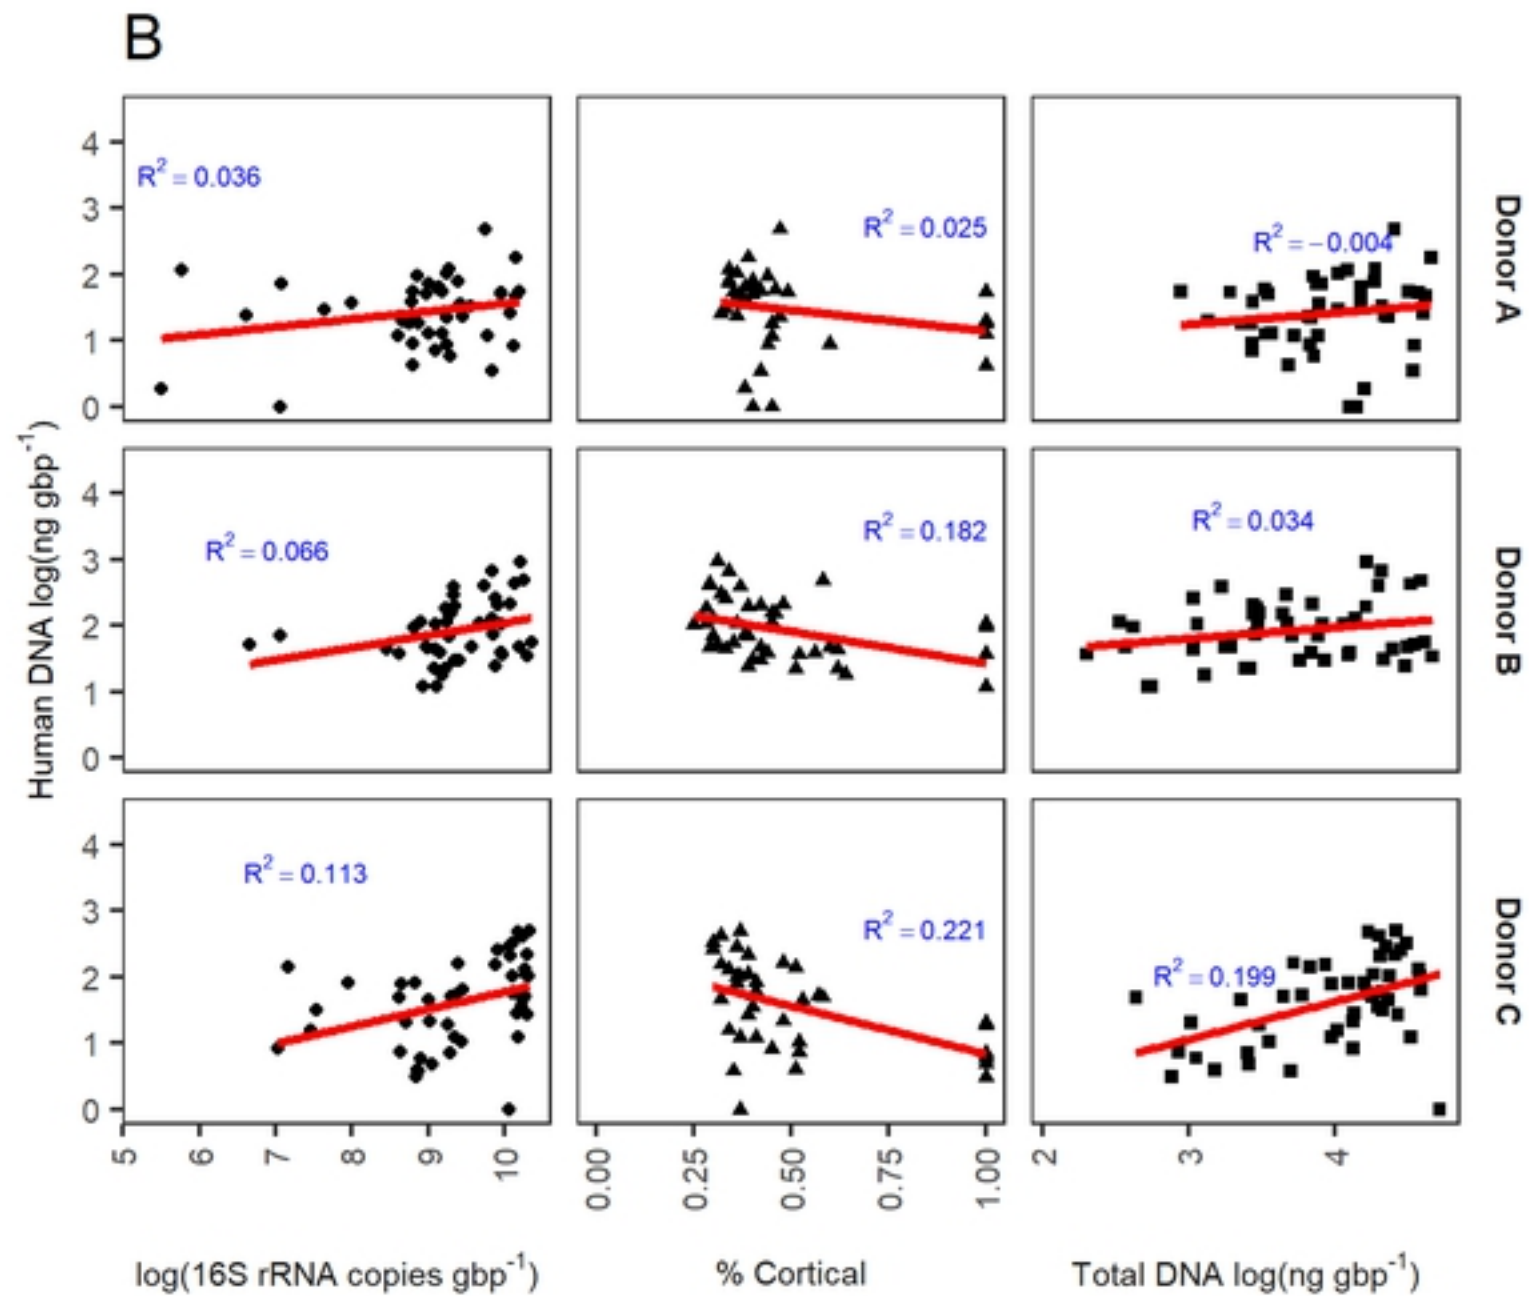 B
R² = 0.036
R² = 0.025
R² = −0.004
Donor A
4
3
2
1
0
R² = 0.066
R² = 0.182
R² = 0.034
Donor B
4
3
2
1
0
R² = 0.113
R² = 0.221
R² = 0.199
Donor C
4
3
2
1
0
Human DNA log(ng gbp⁻¹)
5 6 7 8 9 10
0.00 0.25 0.50 0.75 1.00
2 3 4
log(16S rRNA copies gbp⁻¹)
% Cortical
Total DNA log(ng gbp⁻¹)